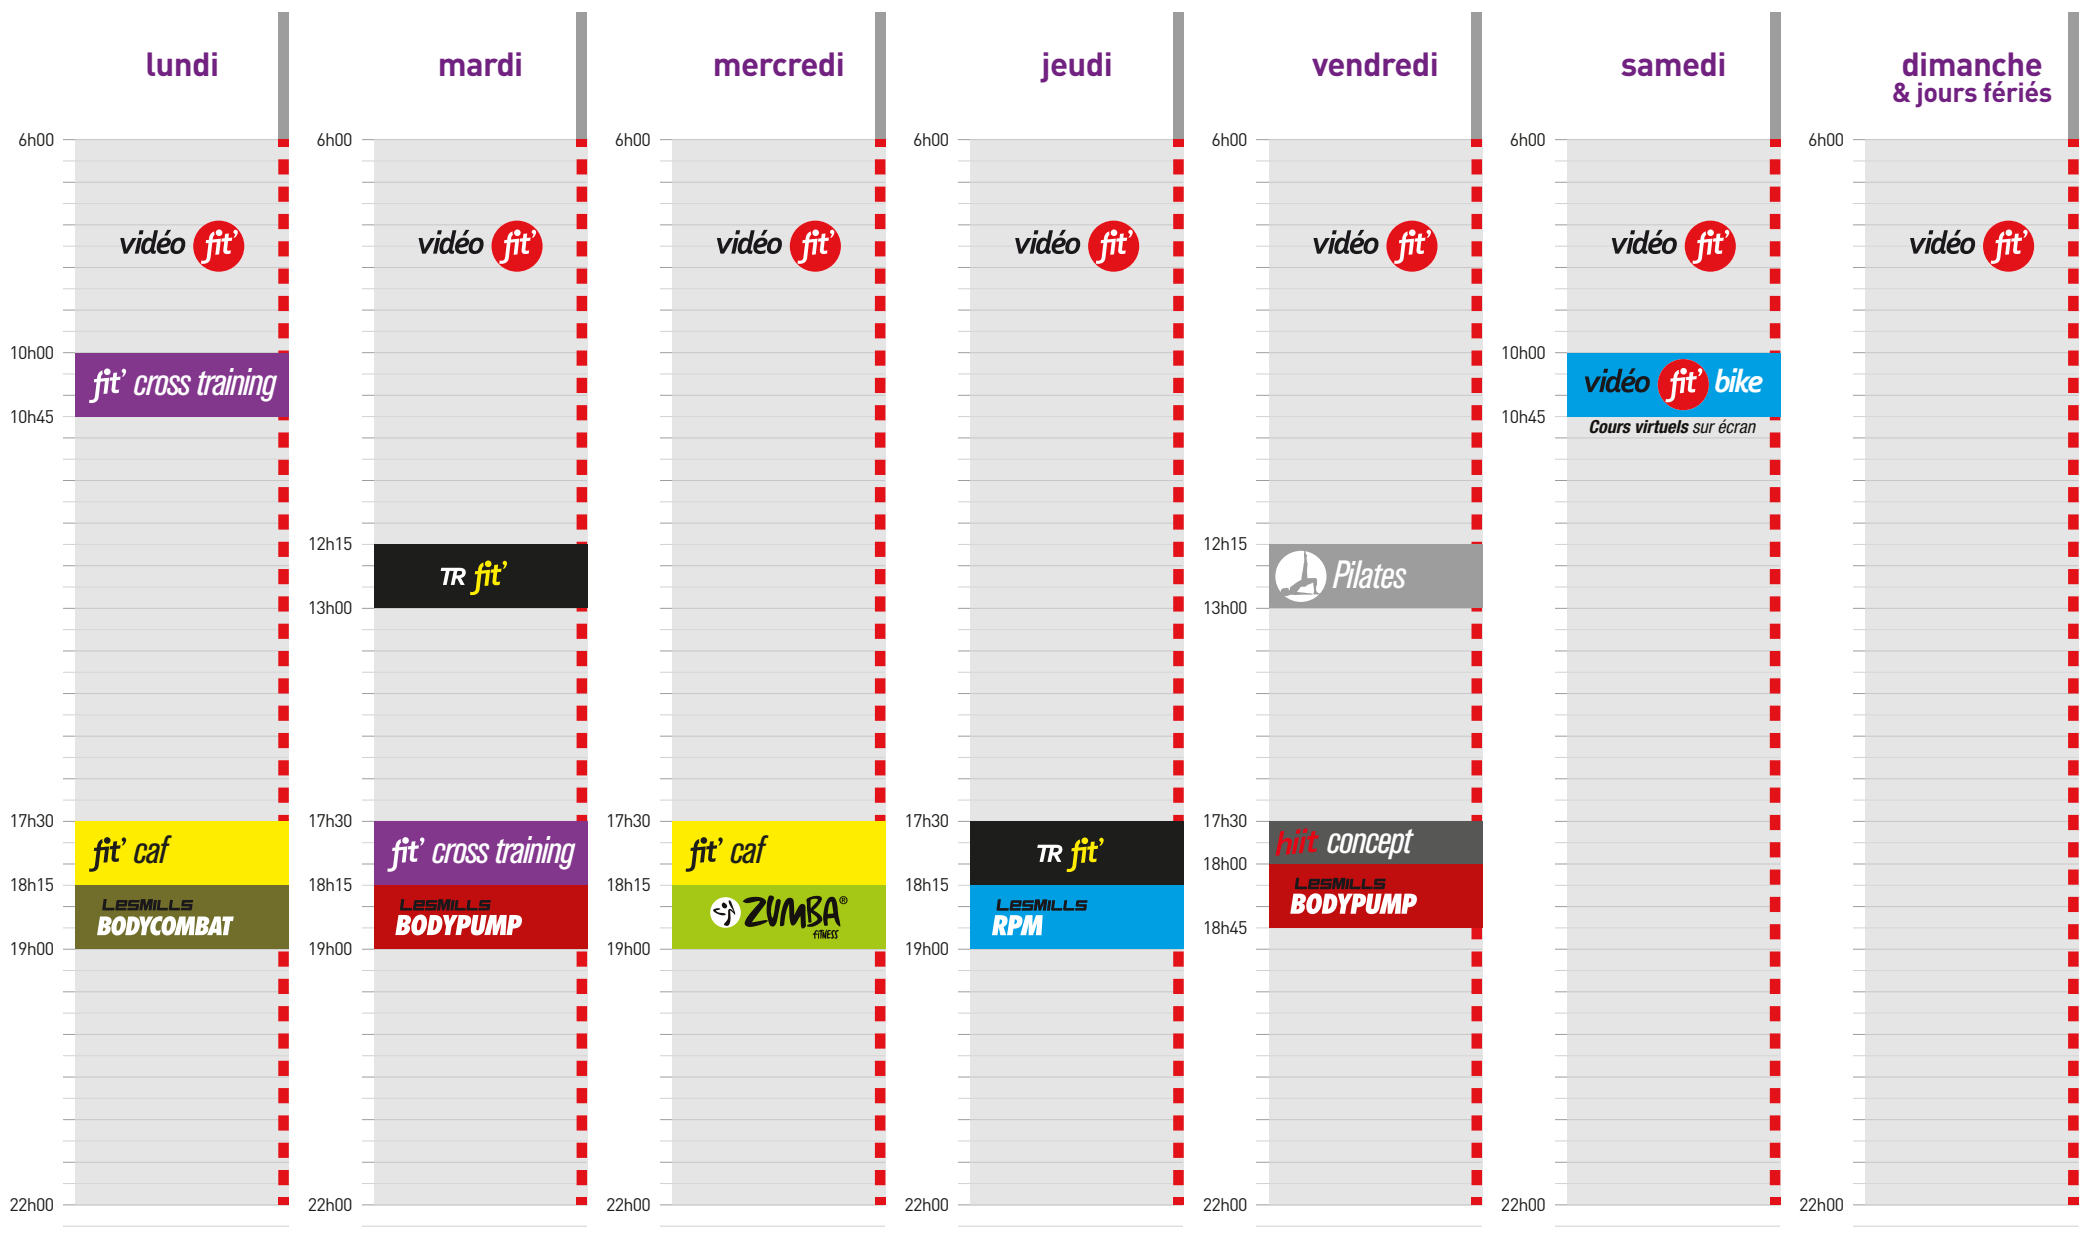 lundi
6h00
vidéo fit'
10h00
fit' cross training
10h45
17h30
fit' caf
18h15
LESMILLS
BODYCOMBAT
19h00
22h00
mardi
6h00
vidéo fit'
12h15
TR fit'
13h00
17h30
fit' cross training
18h15
LESMILLS
BODYPUMP
19h00
22h00
mercredi
6h00
vidéo fit'
17h30
fit' caf
18h15
ZUMBA®
FITNESS
19h00
22h00
jeudi
6h00
vidéo fit'
17h30
TR fit'
18h15
LESMILLS
RPM
19h00
22h00
vendredi
6h00
vidéo fit'
12h15
Pilates
13h00
17h30
hiit concept
18h00
LESMILLS
BODYPUMP
18h45
22h00
samedi
6h00
vidéo fit'
10h00
vidéo fit' bike
10h45
Cours virtuels sur écran
22h00
dimanche
& jours fériés
6h00
vidéo fit'
22h00